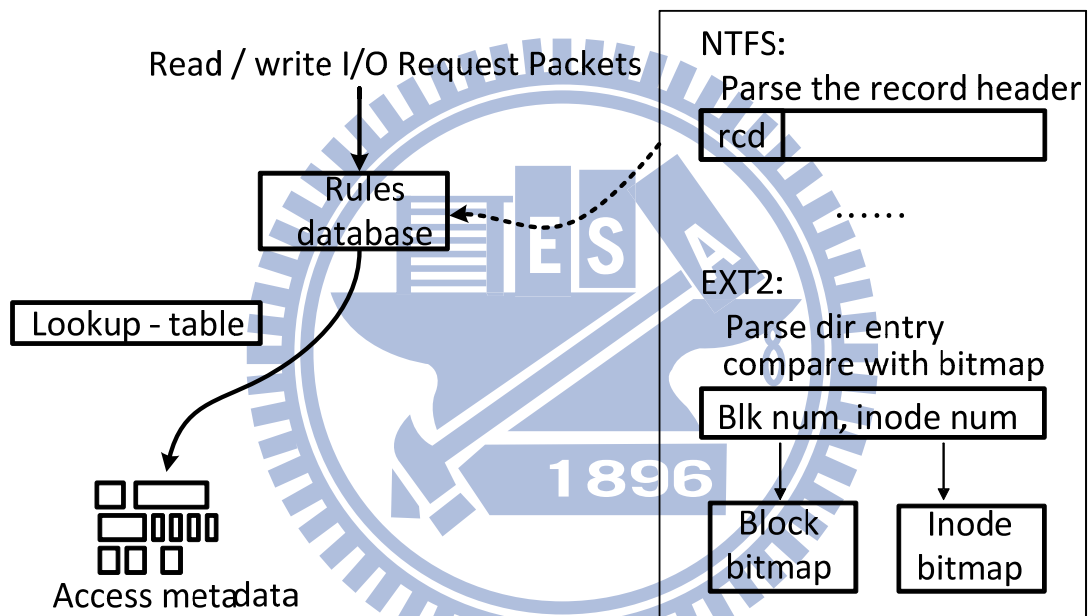 Read / write I/O Request Packets
Rules
database
Lookup - table
Access metadata
NTFS:
Parse the record header
rcd
......
EXT2:
Parse dir entry
compare with bitmap
Blk num, inode num
Block
bitmap
Inode
bitmap
E S A
1896